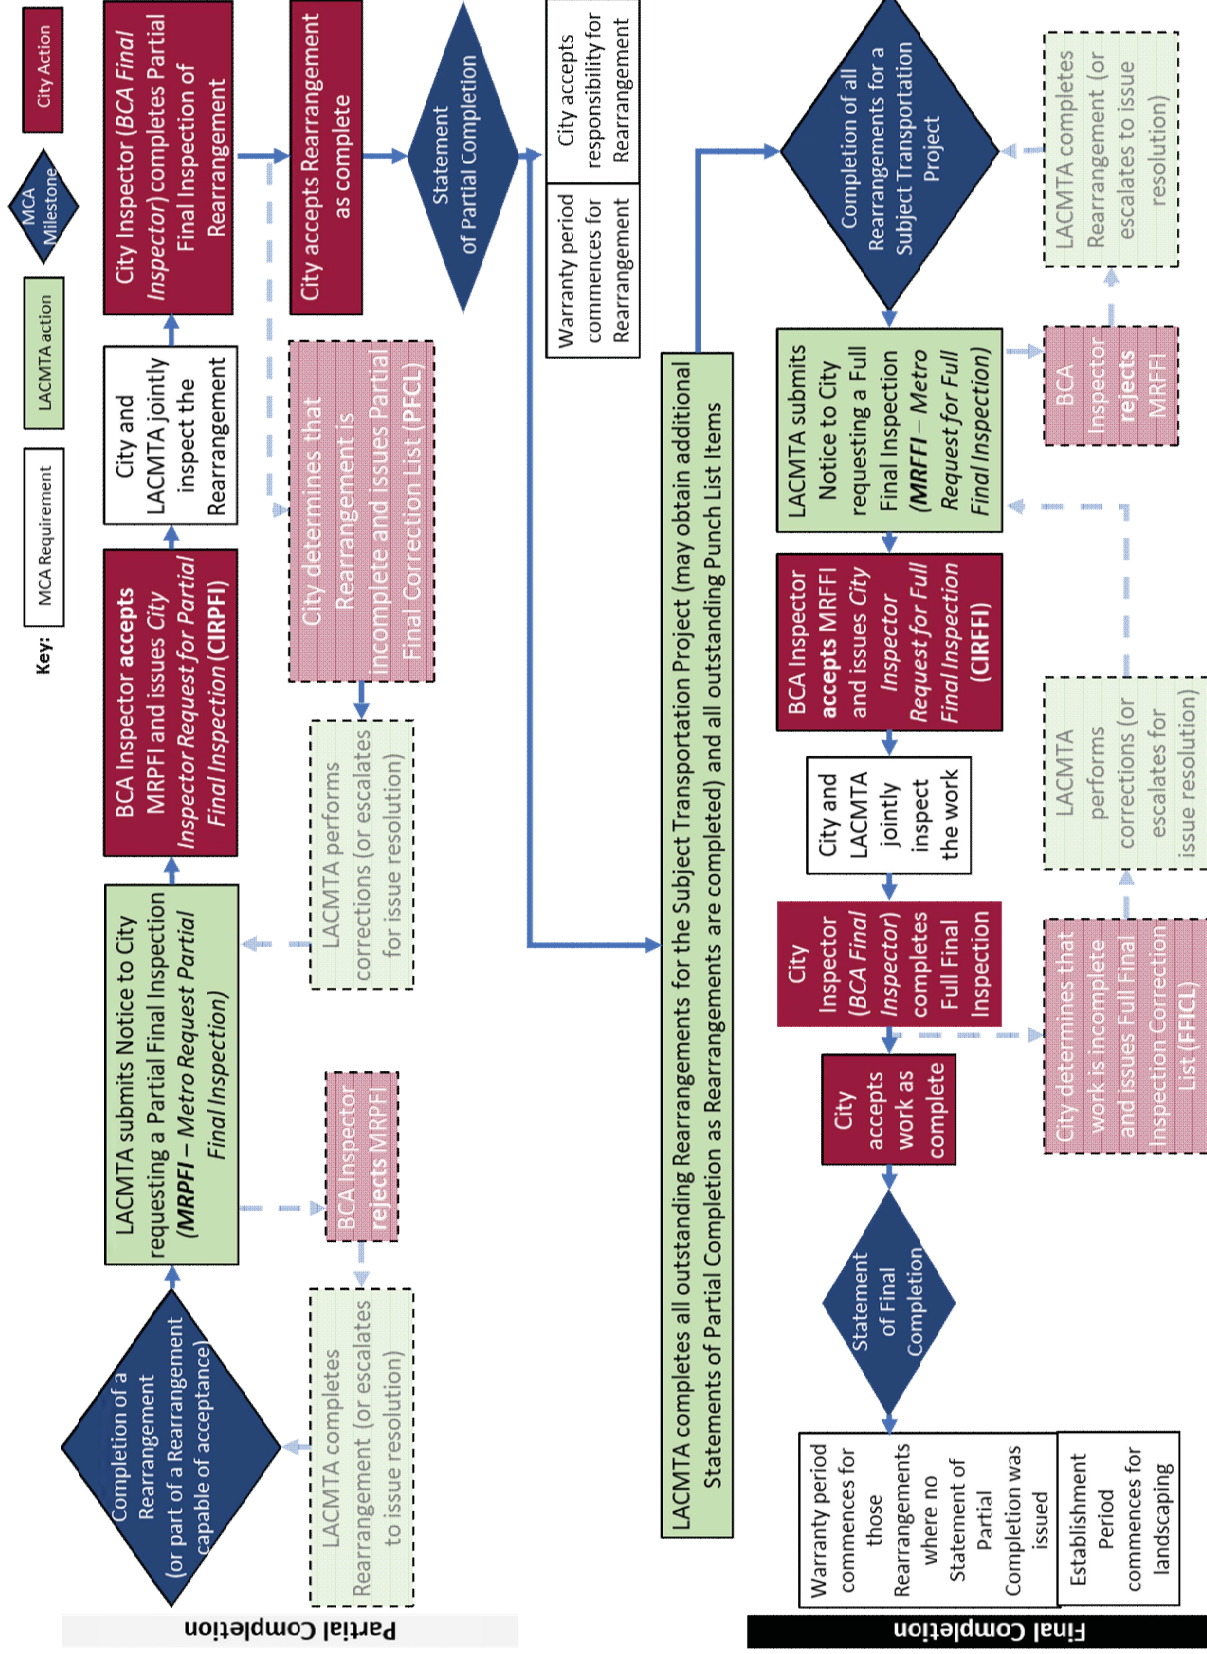 Key:
MCA Requirement
LACMTA action
MCA
Milestone
City Action
Partial Completion
Completion of a
Rearrangement
(or part of a Rearrangement
capable of acceptance)
LACMTA submits Notice to City
requesting a Partial Final Inspection
(MRPFI – Metro Request Partial
Final Inspection)
BCA Inspector accepts
MRPFI and issues City
Inspector Request for Partial
Final Inspection (CIRPFI)
City and
LACMTA jointly
inspect the
Rearrangement
City Inspector (BCA Final
Inspector) completes Partial
Final Inspection of
Rearrangement
LACMTA completes
Rearrangement (or escalates
to issue resolution)
BCA Inspector
rejects MRPFI
LACMTA performs
corrections (or escalates
for issue resolution)
City determines that
Rearrangement is
incomplete and issues Partial
Final Correction List (PFCL)
City accepts Rearrangement
as complete
Statement
of Partial Completion
Warranty period
commences for
Rearrangement
City accepts
responsibility for
Rearrangement
LACMTA completes all outstanding Rearrangements for the Subject Transportation Project (may obtain additional
Statements of Partial Completion as Rearrangements are completed) and all outstanding Punch List Items
Final Completion
Completion of all
Rearrangements for a
Subject Transportation
Project
LACMTA submits
Notice to City
requesting a Full
Final Inspection
(MRFFI – Metro
Request for Full
Final Inspection)
BCA Inspector
accepts MRFFI
and issues City
Inspector
Request for Full
Final Inspection
(CIRFFI)
City and
LACMTA
jointly
inspect
the work
City
Inspector
(BCA Final
Inspector)
completes
Full Final
Inspection
City
accepts
work as
complete
Statement
of Final
Completion
Warranty period
commences for
those
Rearrangements
where no
Statement of
Partial
Completion was
issued
Establishment
Period
commences for
landscaping
City determines that
work is incomplete
and issues Full Final
Inspection Correction
List (FFICL)
LACMTA
performs
corrections (or
escalates for
issue resolution)
BCA
Inspector
rejects
MRFFI
LACMTA completes
Rearrangement (or
escalates to issue
resolution)